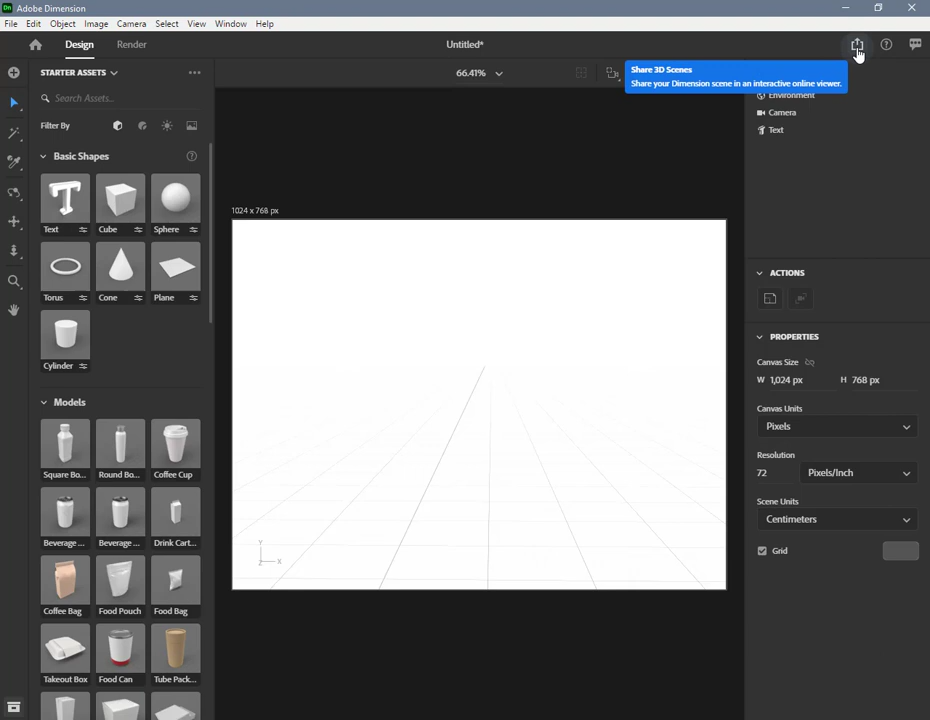 Dn Adobe Dimension
File Edit Object Image Camera Select View Window Help
Design Render Untitled*
STARTER ASSETS
66.41%
Share 3D Scenes
Share your Dimension scene in an interactive online viewer.
Search Assets...
Environment
Camera
Text
Filter By
Basic Shapes
1024 x 768 px
Text Cube Sphere
Torus Cone Plane
Cylinder
Models
Square Bo... Round Bo... Coffee Cup
Beverage ... Beverage ... Drink Cart...
Coffee Bag Food Pouch Food Bag
Takeout Box Food Can Tube Pack...
Y
Z X
ACTIONS
PROPERTIES
Canvas Size
W 1,024 px H 768 px
Canvas Units
Pixels
Resolution
72 Pixels/Inch
Scene Units
Centimeters
Grid